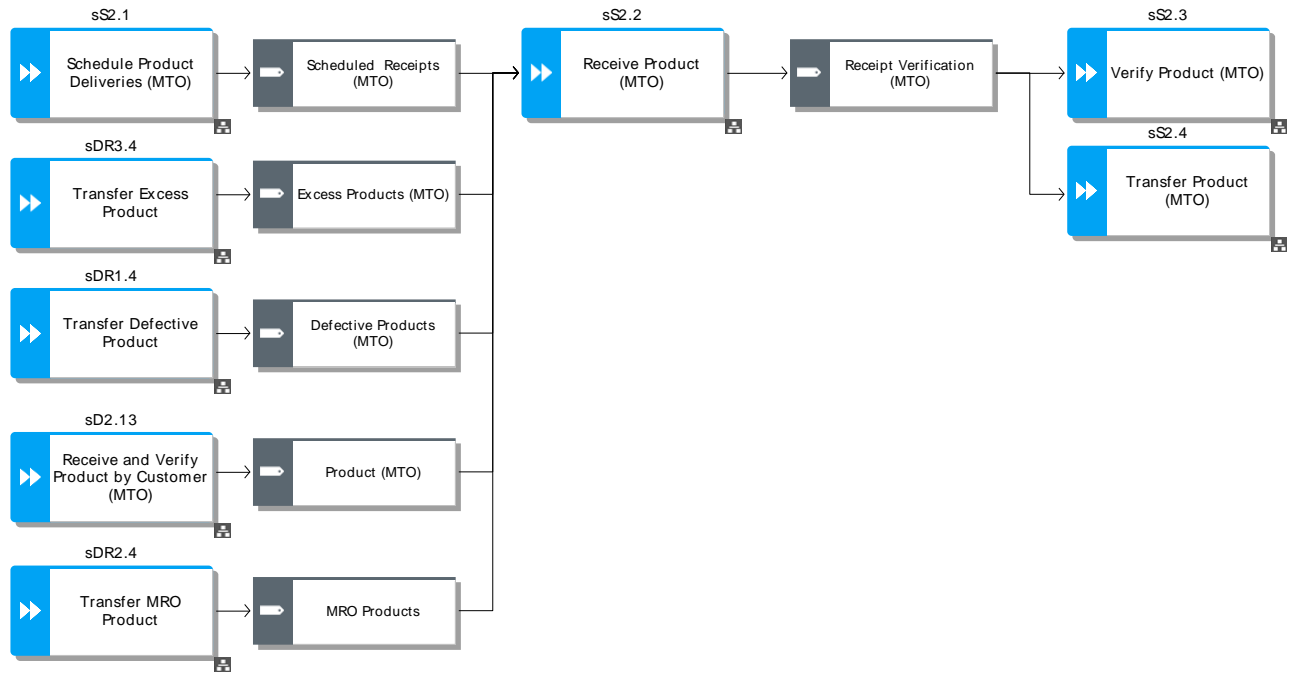 sS2.1
Schedule Product
Deliveries (MTO)
Scheduled Receipts
(MTO)
sS2.2
Receive Product
(MTO)
Receipt Verification
(MTO)
sS2.3
Verify Product (MTO)
sS2.4
Transfer Product
(MTO)
sDR3.4
Transfer Excess
Product
Excess Products (MTO)
sDR1.4
Transfer Defective
Product
Defective Products
(MTO)
sD2.13
Receive and Verify
Product by Customer
(MTO)
Product (MTO)
sDR2.4
Transfer MRO
Product
MRO Products